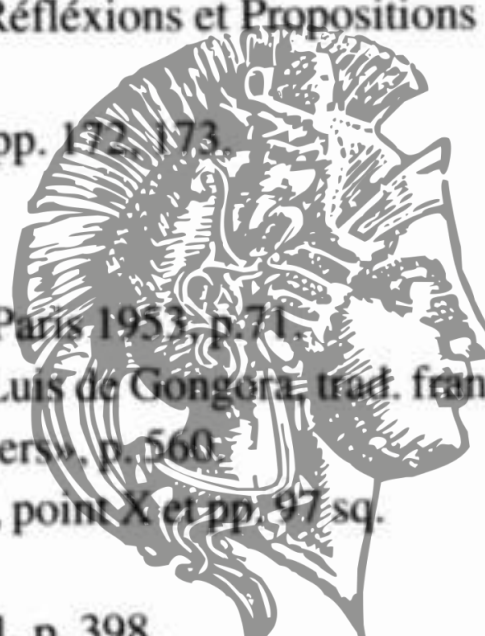 Réfléxions et Propositions
pp. 172, 173.
Paris 1953, p.71.
Luis de Gongora, trad. fran
ers», p. 560.
, point X et pp. 97 sq.
p. 398